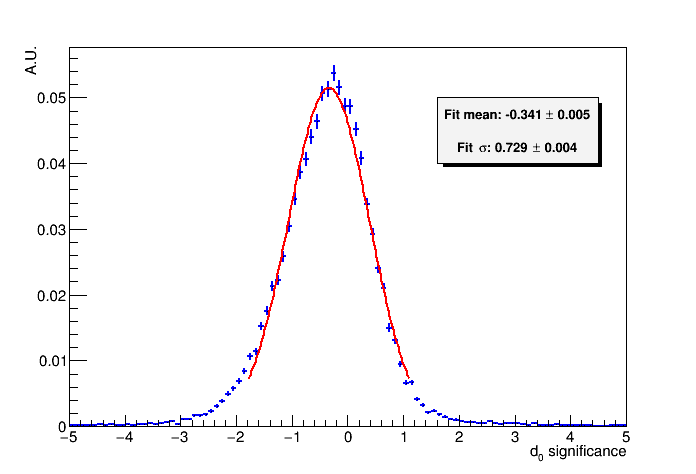 A.U.
0.05
0.04
0.03
0.02
0.01
0
Fit mean: -0.341 ± 0.005
Fit σ: 0.729 ± 0.004
−5 −4 −3 −2 −1 0 1 2 3 4 5
d₀ significance